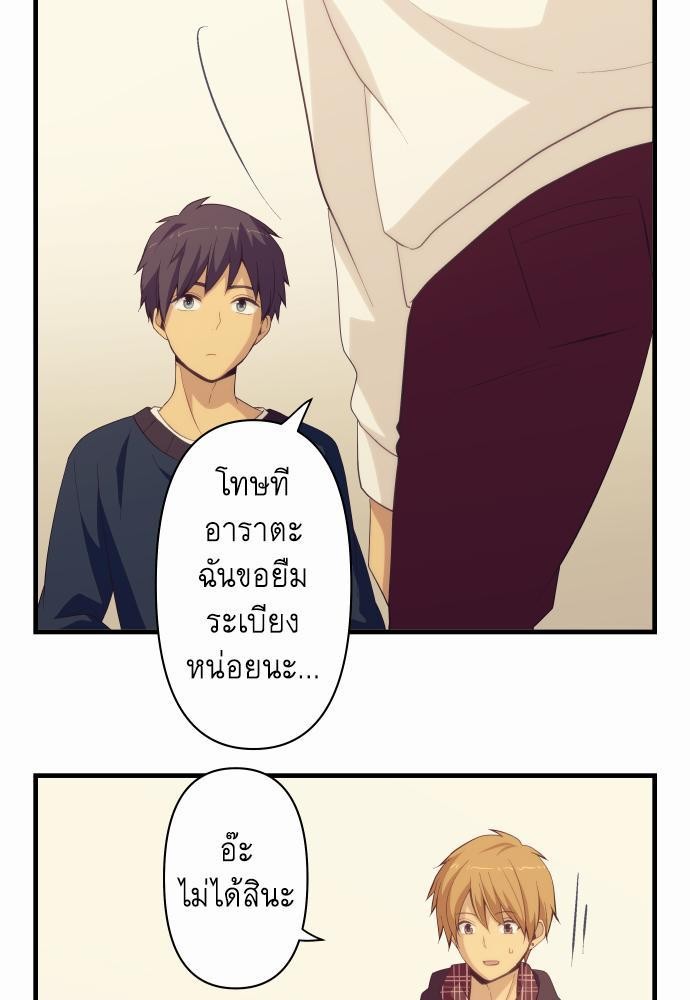 โทษที
อาราตะ
ฉันขอยืม
ระเบียง
หน่อยนะ...
อ๊ะ
ไม่ได้สินะ